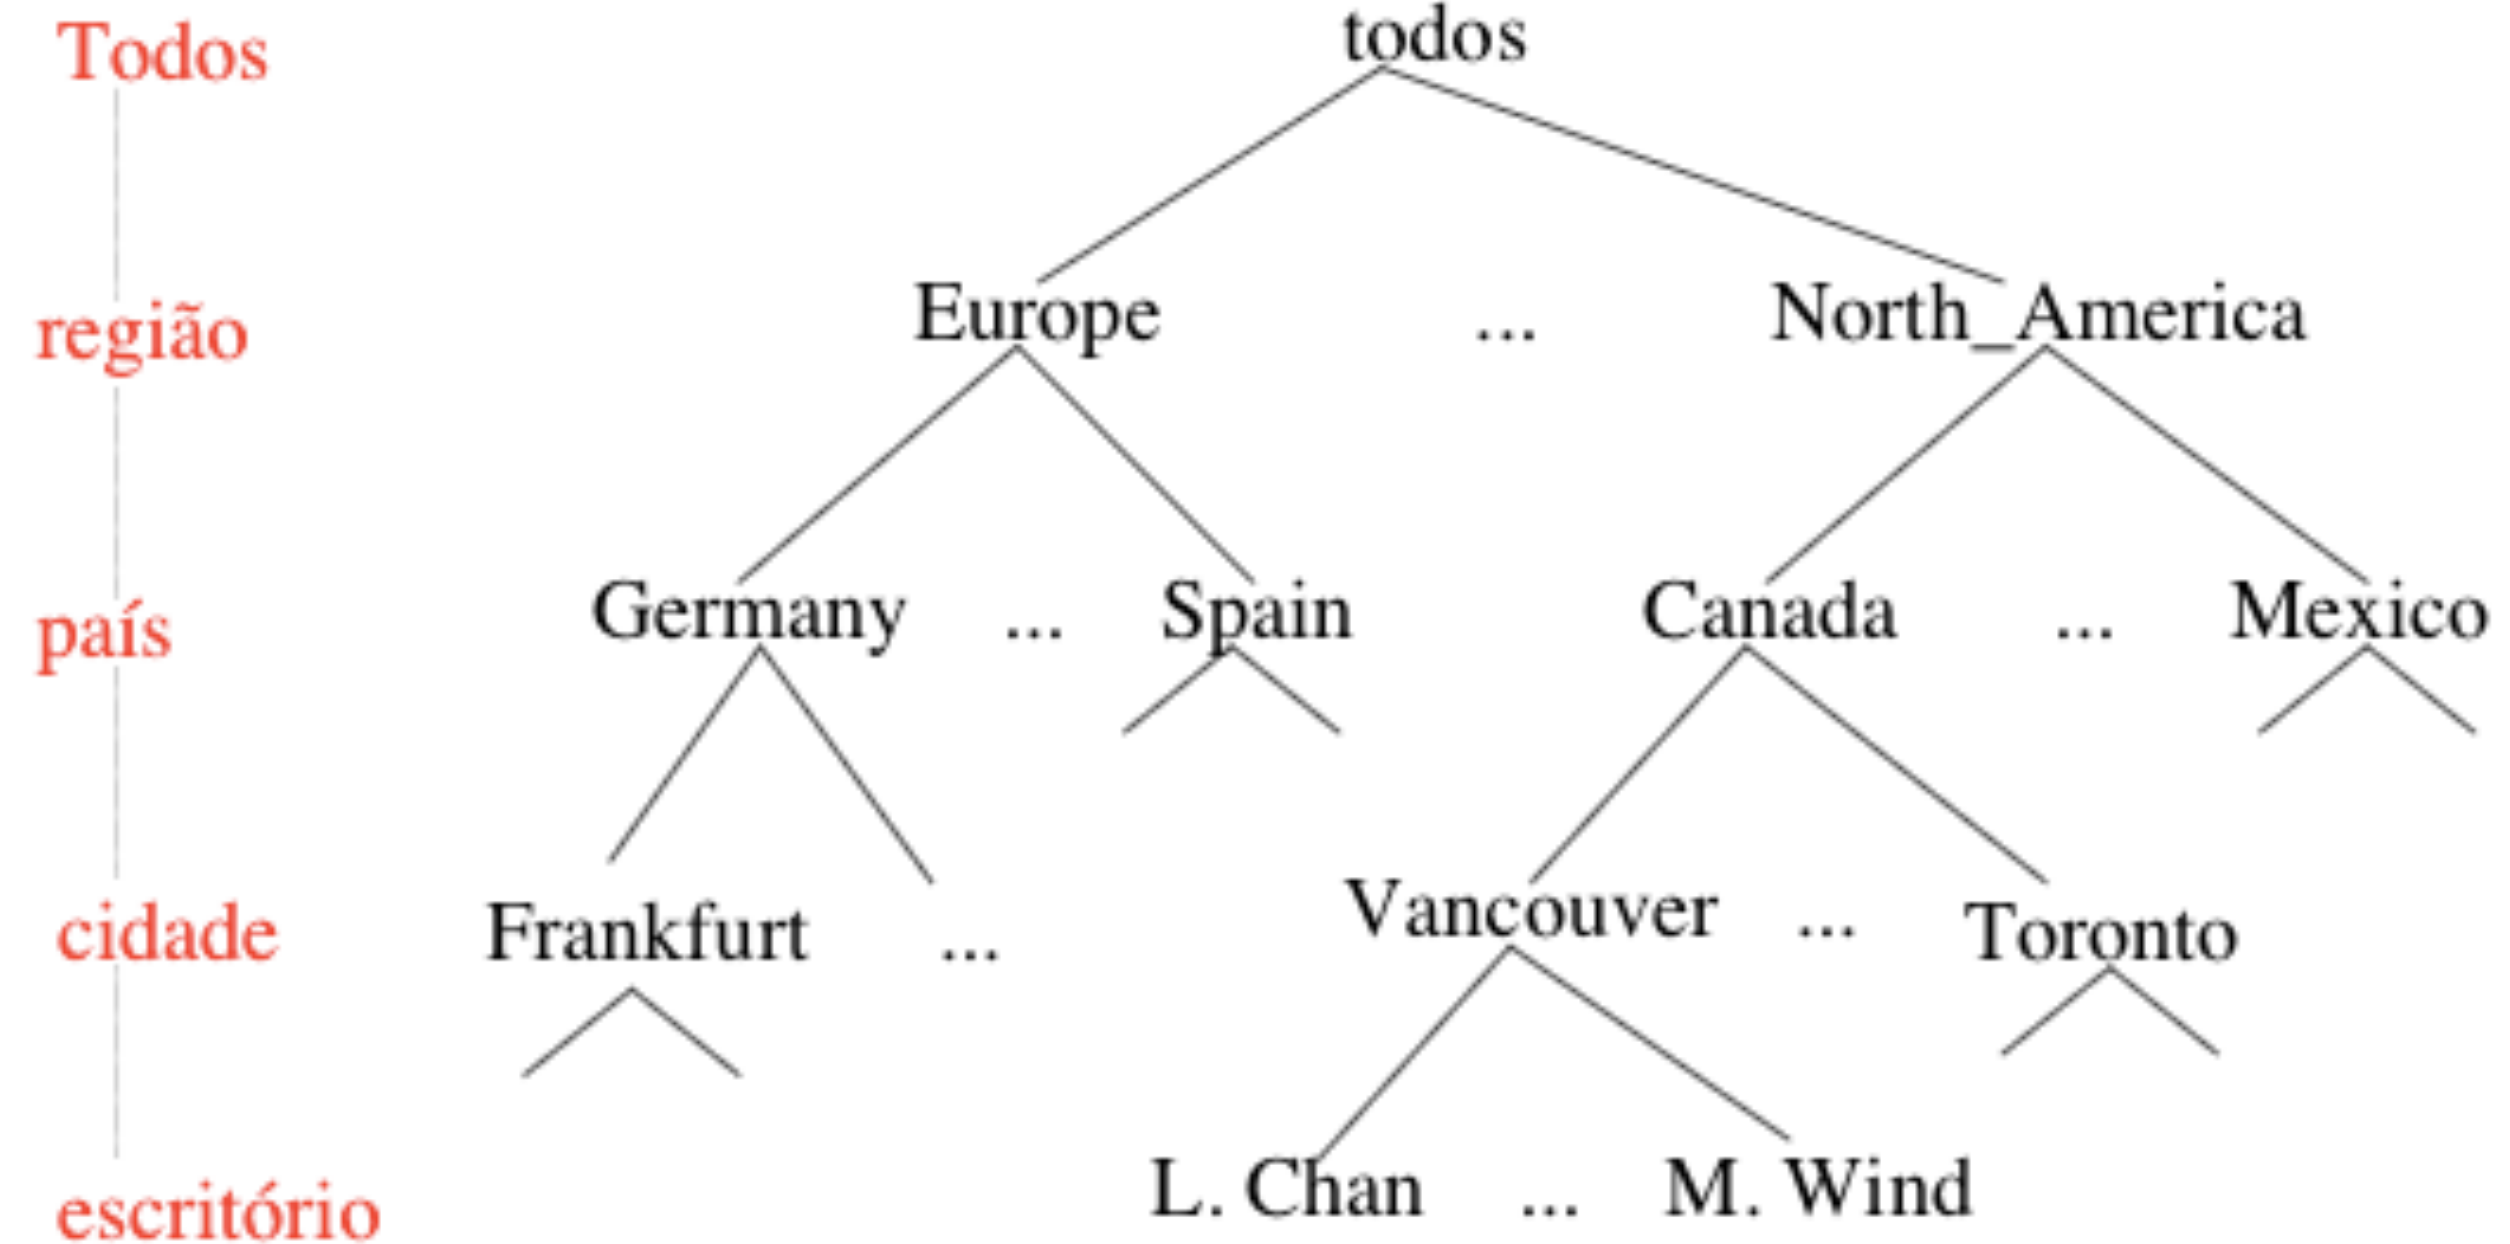 Todos
todos
região
Europe ... North_America
país
Germany ... Spain Canada ... Mexico
cidade
Frankfurt ... Vancouver ... Toronto
escritório
L. Chan ... M. Wind